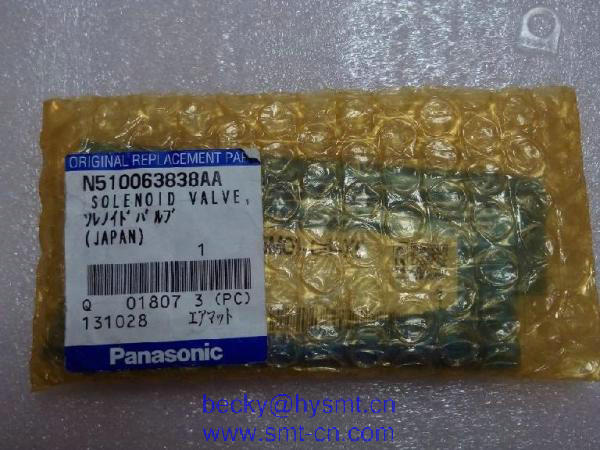 ORIGINAL REPLACEMENT PAR
N510063838AA
SOLENOID VALVE,
ソレノイド バルブ
(JAPAN)
1
Q 01807 3 (PC)
131028 エアマット
Panasonic
becky@hysmt.cn
www.smt-cn.com